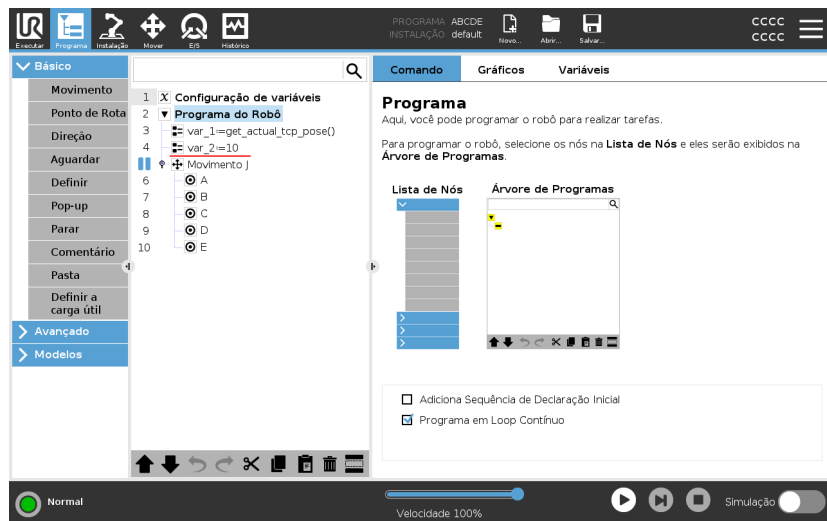 PROGRAMA ABCDE
INSTALAÇÃO default
CCCC
CCCC
Executar
Programa
Instalação
Mover
E/S
Histórico
Novo...
Abrir...
Salvar...
Básico
Movimento
Ponto de Rota
Direção
Aguardar
Definir
Pop-up
Parar
Comentário
Pasta
Definir a
carga útil
Avançado
Modelos
1 X Configuração de variáveis
2 Programa do Robô
3 var_1:=get_actual_tcp_pose()
4 var_2:=10
Movimento J
6 A
7 B
8 C
9 D
10 E
Comando
Gráficos
Variáveis
Programa
Aqui, você pode programar o robô para realizar tarefas.
Para programar o robô, selecione os nós na Lista de Nós e eles serão exibidos na
Árvore de Programas.
Lista de Nós
Árvore de Programas
Adiciona Sequência de Declaração Inicial
Programa em Loop Contínuo
Normal
Velocidade 100%
Simulação